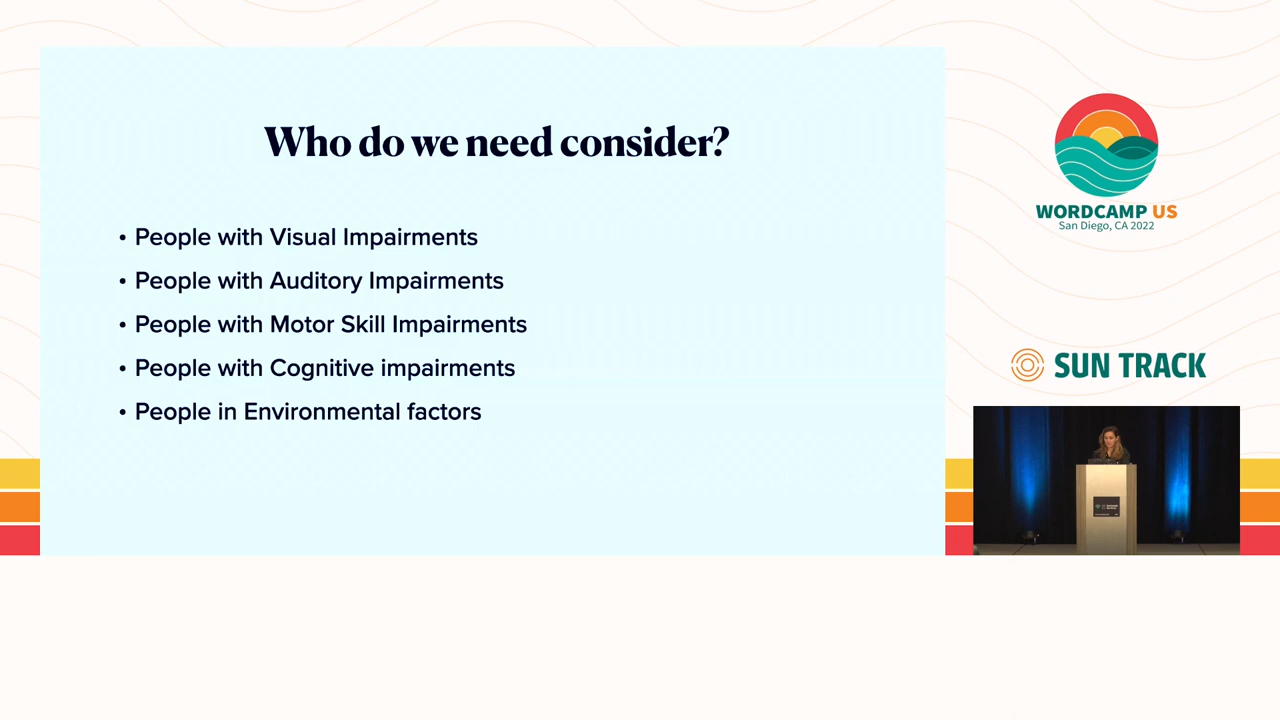 Who do we need consider?
• People with Visual Impairments
• People with Auditory Impairments
• People with Motor Skill Impairments
• People with Cognitive impairments
• People in Environmental factors
WORDCAMP US
San Diego, CA 2022
SUN TRACK